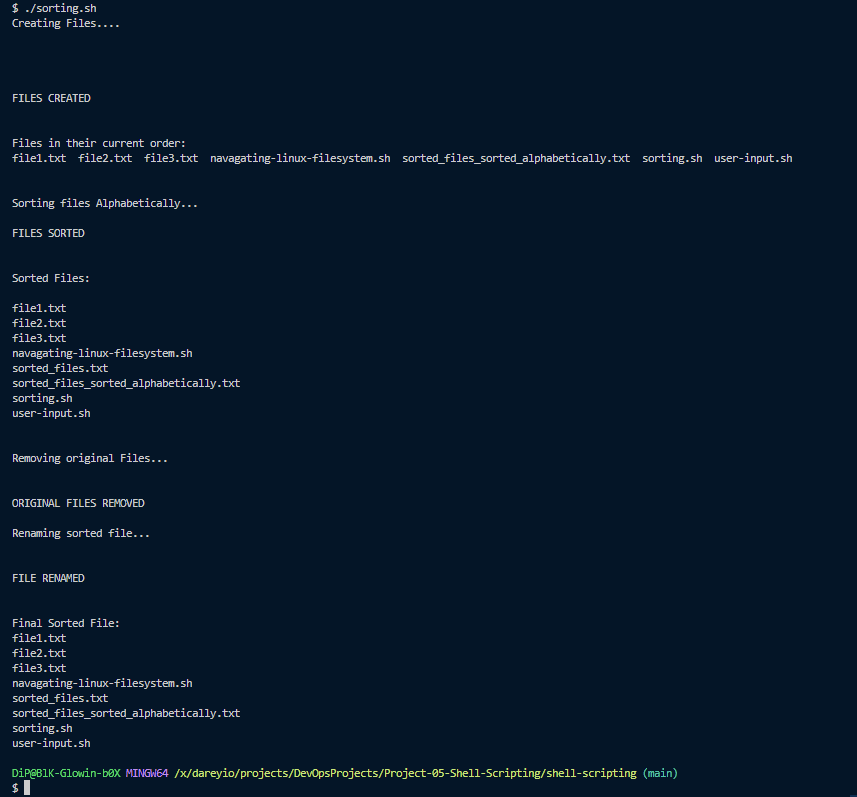 $ ./sorting.sh
Creating Files....
FILES CREATED
Files in their current order:
file1.txt  file2.txt  file3.txt  navagating-linux-filesystem.sh  sorted_files_sorted_alphabetically.txt  sorting.sh  user-input.sh
Sorting files Alphabetically...
FILES SORTED
Sorted Files:
file1.txt
file2.txt
file3.txt
navagating-linux-filesystem.sh
sorted_files.txt
sorted_files_sorted_alphabetically.txt
sorting.sh
user-input.sh
Removing original Files...
ORIGINAL FILES REMOVED
Renaming sorted file...
FILE RENAMED
Final Sorted File:
file1.txt
file2.txt
file3.txt
navagating-linux-filesystem.sh
sorted_files.txt
sorted_files_sorted_alphabetically.txt
sorting.sh
user-input.sh
DiP@BlK-Glowin-b0X MINGW64 /x/dareyio/projects/DevOpsProjects/Project-05-Shell-Scripting/shell-scripting (main)
$